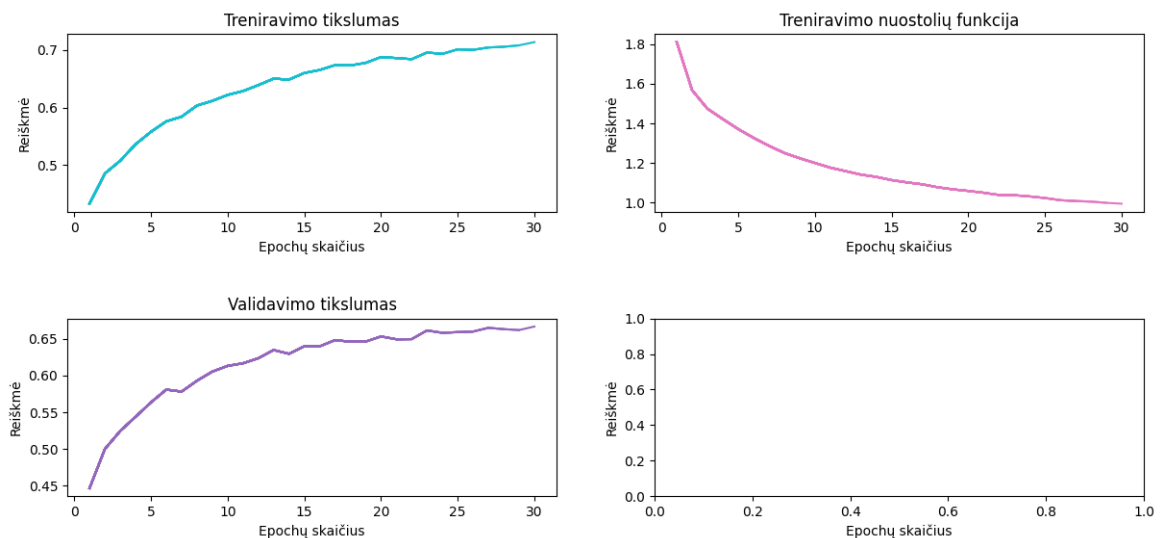 Treniravimo tikslumas
Reiškmė
0.7
0.6
0.5
0 5 10 15 20 25 30
Epochų skaičius
Treniravimo nuostolių funkcija
Reiškmė
1.8
1.6
1.4
1.2
1.0
0 5 10 15 20 25 30
Epochų skaičius
Validavimo tikslumas
Reiškmė
0.65
0.60
0.55
0.50
0.45
0 5 10 15 20 25 30
Epochų skaičius
Reiškmė
1.0
0.8
0.6
0.4
0.2
0.0
0.0 0.2 0.4 0.6 0.8 1.0
Epochų skaičius